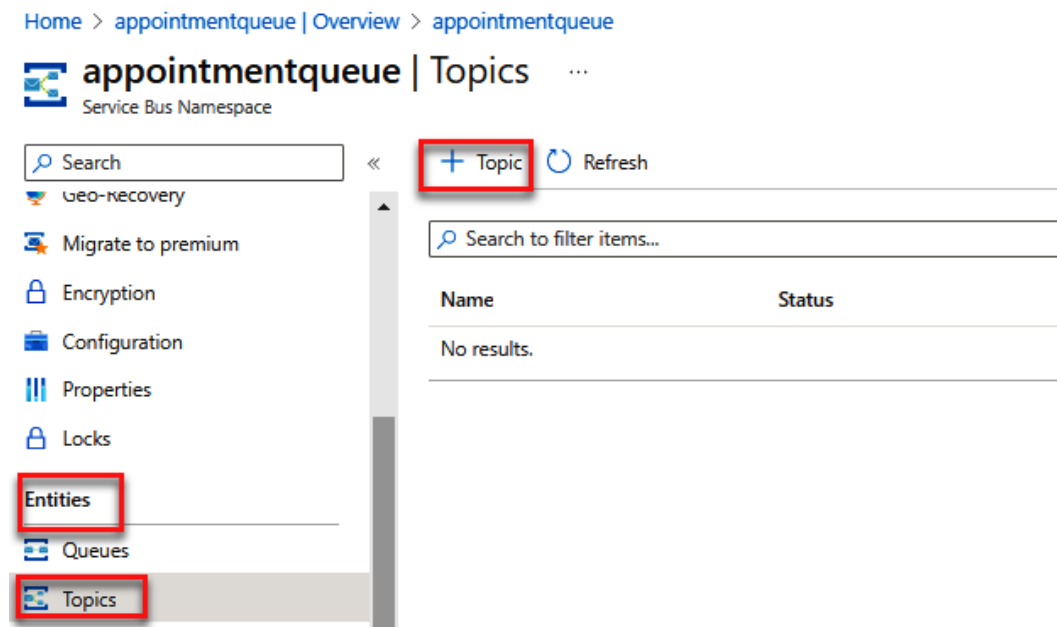 Home > appointmentqueue | Overview > appointmentqueue
appointmentqueue | Topics ...
Service Bus Namespace
Search «
+ Topic Refresh
Geo-Recovery
Migrate to premium
Encryption
Configuration
Properties
Locks
Entities
Queues
Topics
Search to filter items...
Name Status
No results.